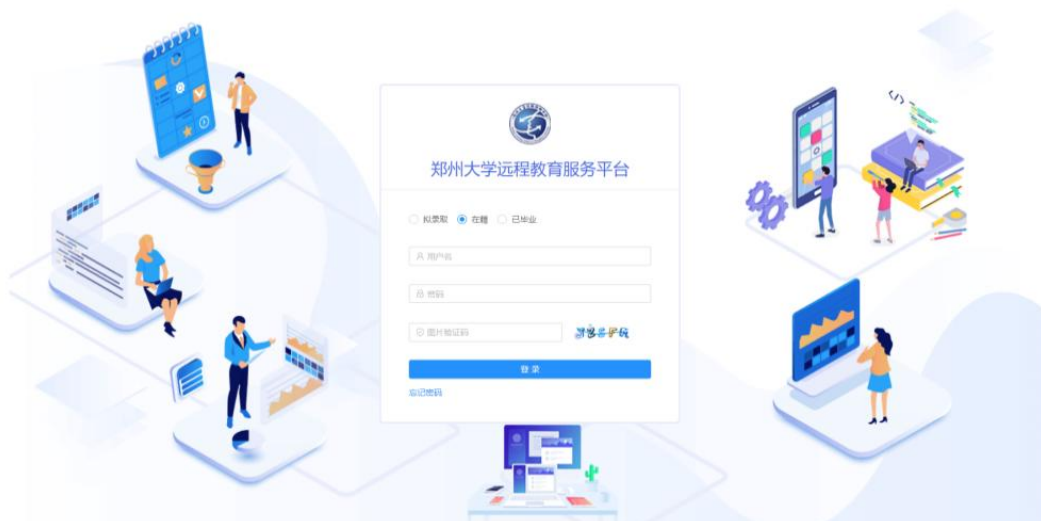 郑州大学远程教育服务平台
拟录取 在籍 已毕业
用户名
密码
图片验证码
登录
忘记密码